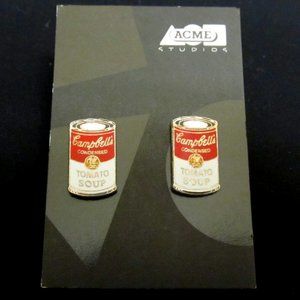 ACME
STUDIOS
Campbell's
CONDENSED
TOMATO
SOUP
Campbell's
CONDENSED
TOMATO
SOUP